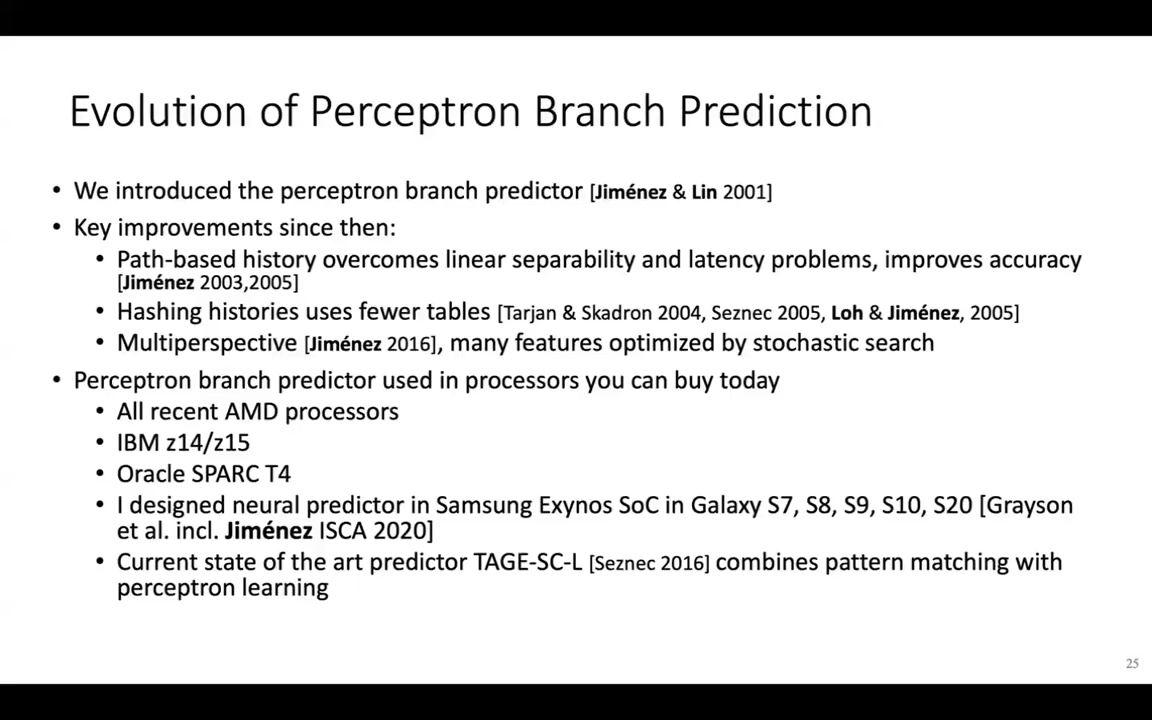 Evolution of Perceptron Branch Prediction
• We introduced the perceptron branch predictor [Jiménez & Lin 2001]
• Key improvements since then:
• Path-based history overcomes linear separability and latency problems, improves accuracy
[Jiménez 2003,2005]
• Hashing histories uses fewer tables [Tarjan & Skadron 2004, Seznec 2005, Loh & Jiménez, 2005]
• Multiperspective [Jiménez 2016], many features optimized by stochastic search
• Perceptron branch predictor used in processors you can buy today
• All recent AMD processors
• IBM z14/z15
• Oracle SPARC T4
• I designed neural predictor in Samsung Exynos SoC in Galaxy S7, S8, S9, S10, S20 [Grayson
et al. incl. Jiménez ISCA 2020]
• Current state of the art predictor TAGE-SC-L [Seznec 2016] combines pattern matching with
perceptron learning
25